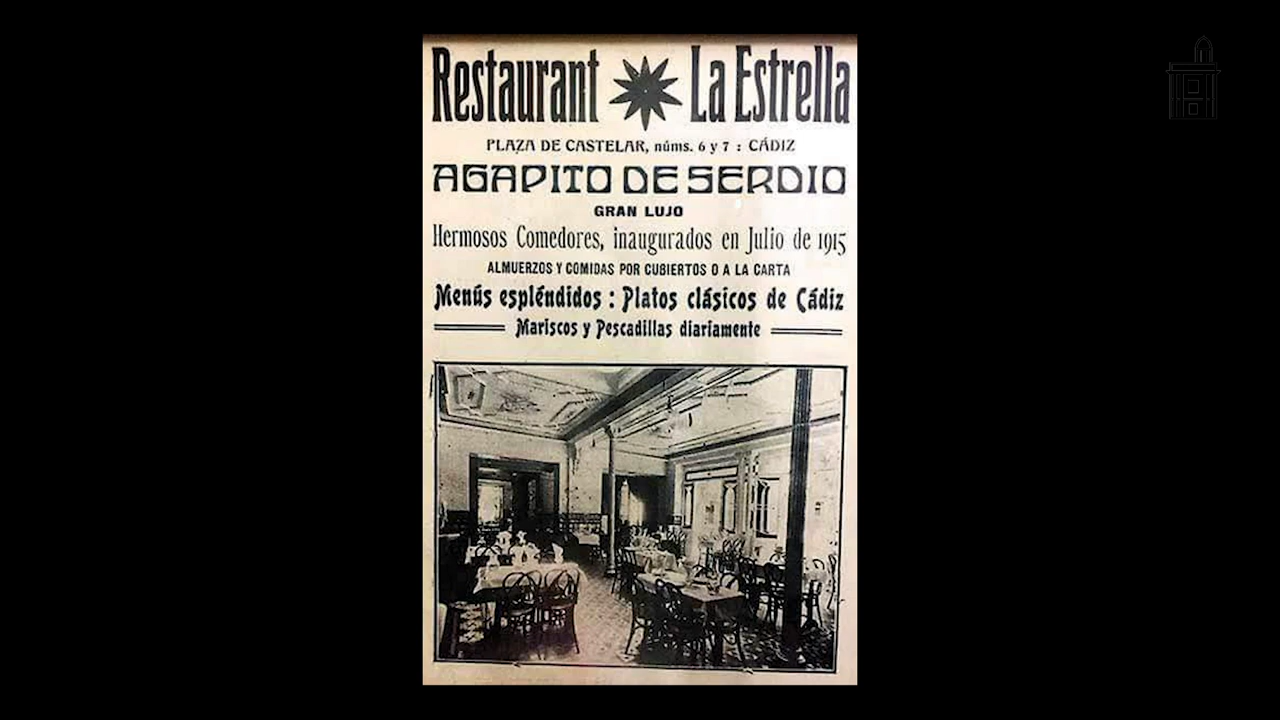 Restaurant La Estrella
PLAZA DE CASTELAR, núms. 6 y 7 : CÁDIZ
AGAPITO DE SERDIO
GRAN LUJO
Hermosos Comedores, inaugurados en Julio de 1915
ALMUERZOS Y COMIDAS POR CUBIERTOS O A LA CARTA
Menús espléndidos : Platos clásicos de Cádiz
Mariscos y Pescadillas diariamente